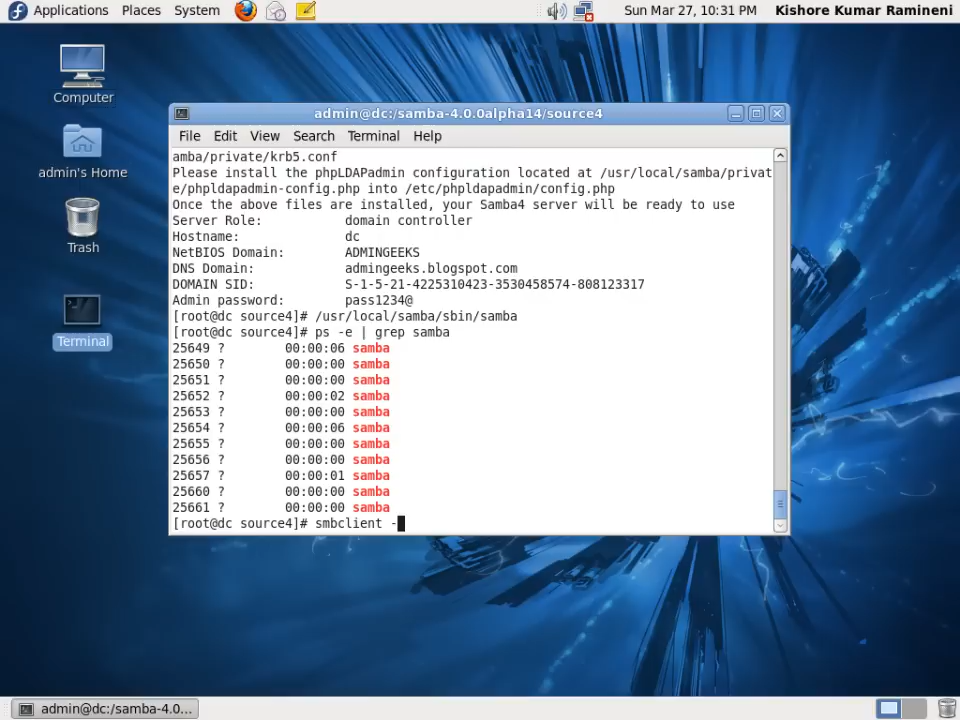 Applications Places System Sun Mar 27, 10:31 PM Kishore Kumar Ramineni
Computer
admin's Home
Trash
Terminal
admin@dc:/samba-4.0.0alpha14/source4
File Edit View Search Terminal Help
amba/private/krb5.conf
Please install the phpLDAPadmin configuration located at /usr/local/samba/privat
e/phpldapadmin-config.php into /etc/phpldapadmin/config.php
Once the above files are installed, your Samba4 server will be ready to use
Server Role: domain controller
Hostname: dc
NetBIOS Domain: ADMINGEEKS
DNS Domain: admingeeks.blogspot.com
DOMAIN SID: S-1-5-21-4225310423-3530458574-808123317
Admin password: pass1234@
[root@dc source4]# /usr/local/samba/sbin/samba
[root@dc source4]# ps -e | grep samba
25649 ? 00:00:06 samba
25650 ? 00:00:00 samba
25651 ? 00:00:00 samba
25652 ? 00:00:02 samba
25653 ? 00:00:00 samba
25654 ? 00:00:06 samba
25655 ? 00:00:00 samba
25656 ? 00:00:00 samba
25657 ? 00:00:01 samba
25660 ? 00:00:00 samba
25661 ? 00:00:00 samba
[root@dc source4]# smbclient -
admin@dc:/samba-4.0...